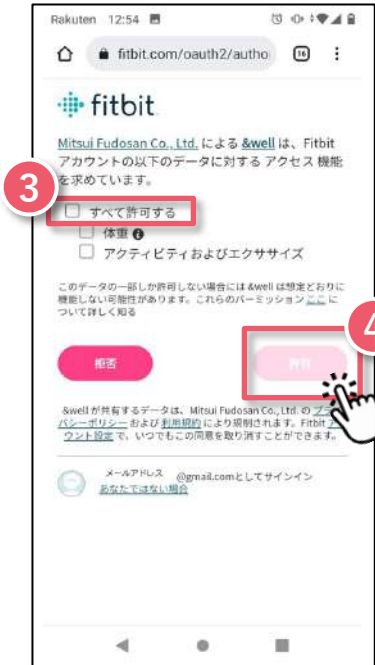 Rakuten 12:54
fitbit.com/oauth2/autho
16
fitbit
Mitsui Fudosan Co., Ltd. による &well は、Fitbit
アカウントの以下のデータに対する アクセス 機能
を求めています。
3
すべて許可する
体重
アクティビティおよびエクササイズ
このデータの一部しか許可しない場合には &well は想定どおりに
機能しない可能性があります。これらのパーミッション ここ に
ついて詳しく知る
4
拒否
許可
&well が共有するデータは、Mitsui Fudosan Co., Ltd. の プラ
バシーポリシー および 利用規約 により規制されます。Fitbit ア
ウント設定 で、いつでもこの同意を取り消すことができます。
メールアドレス @gmail.comとしてサインイン
あなたではない場合